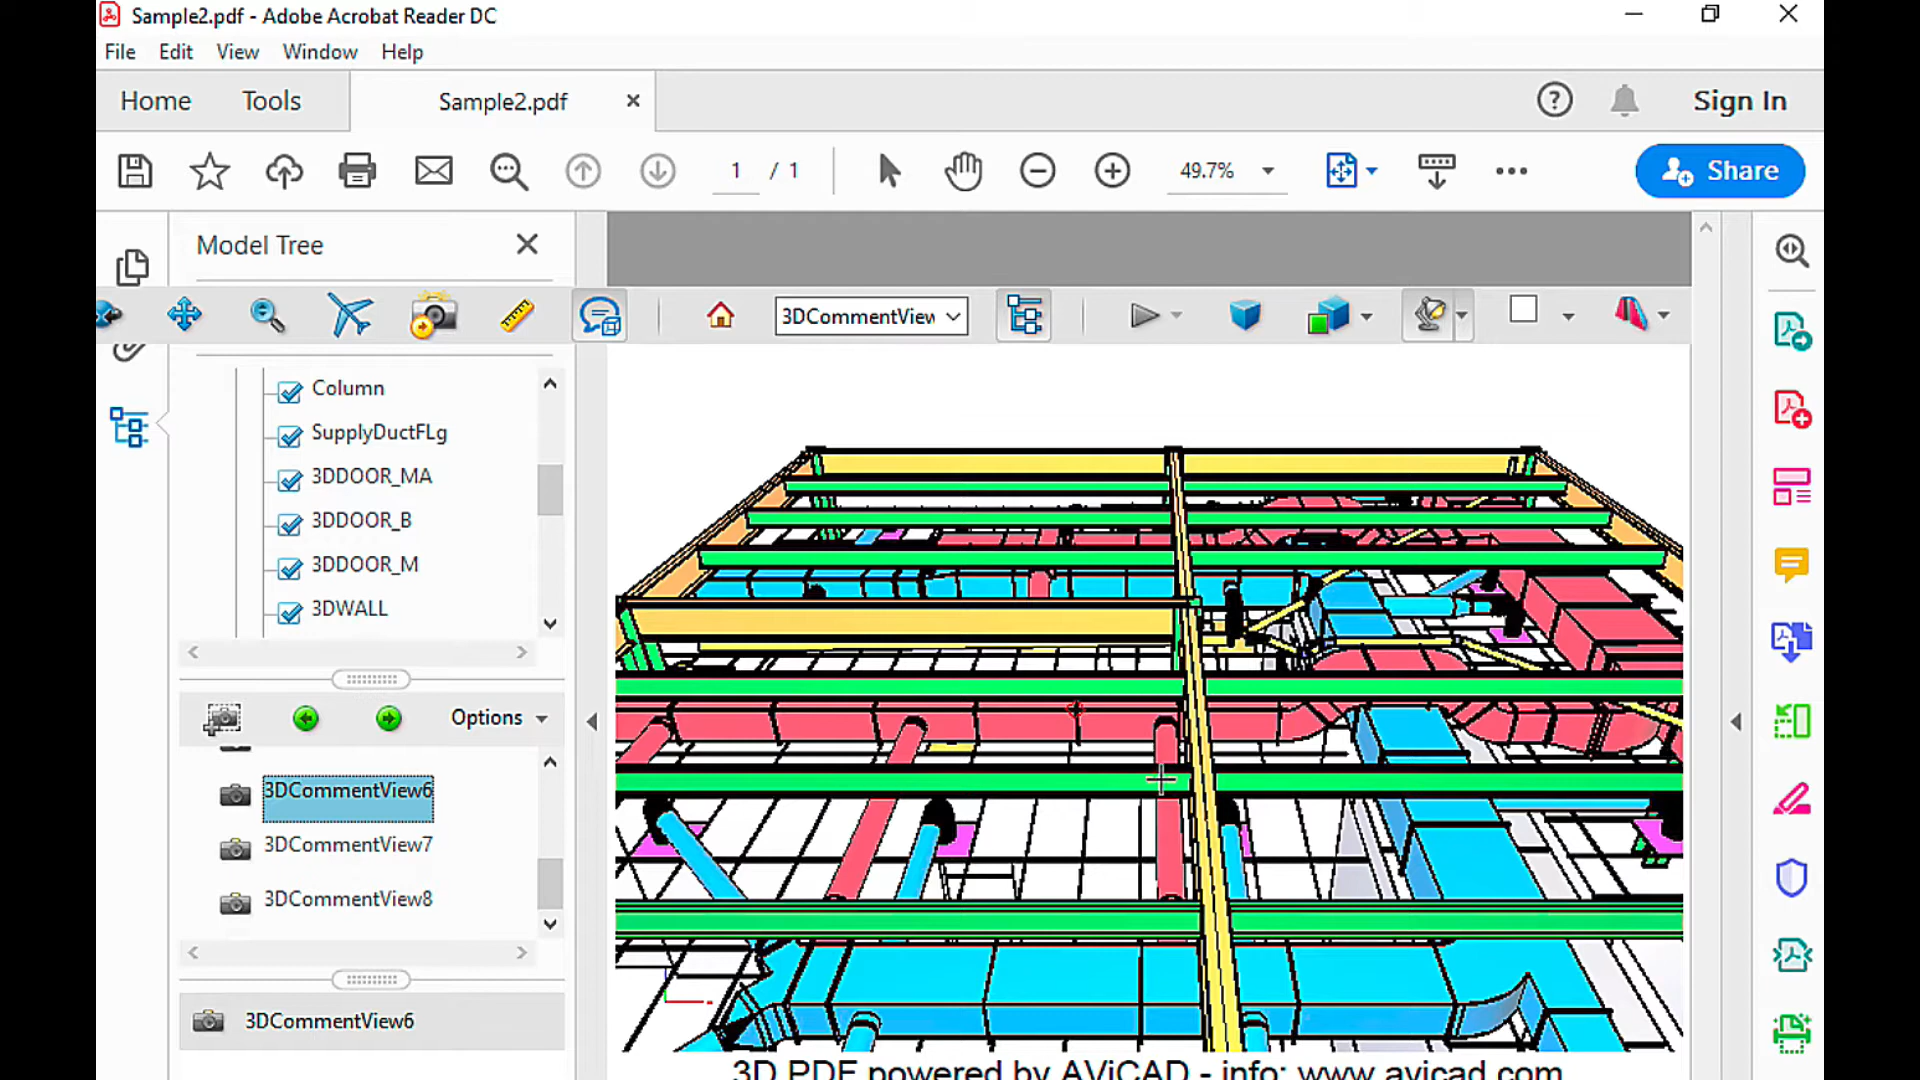 Sample2.pdf - Adobe Acrobat Reader DC
File Edit View Window Help
Home Tools Sample2.pdf Sign In
1 / 1 49.7% Share
Model Tree
3DCommentView
Column
SupplyDuctFLg
3DDOOR_MA
3DDOOR_B
3DDOOR_M
3DWALL
Options
3DCommentView6
3DCommentView7
3DCommentView8
3DCommentView6
3D PDF powered by AViCAD - info: www.avicad.com